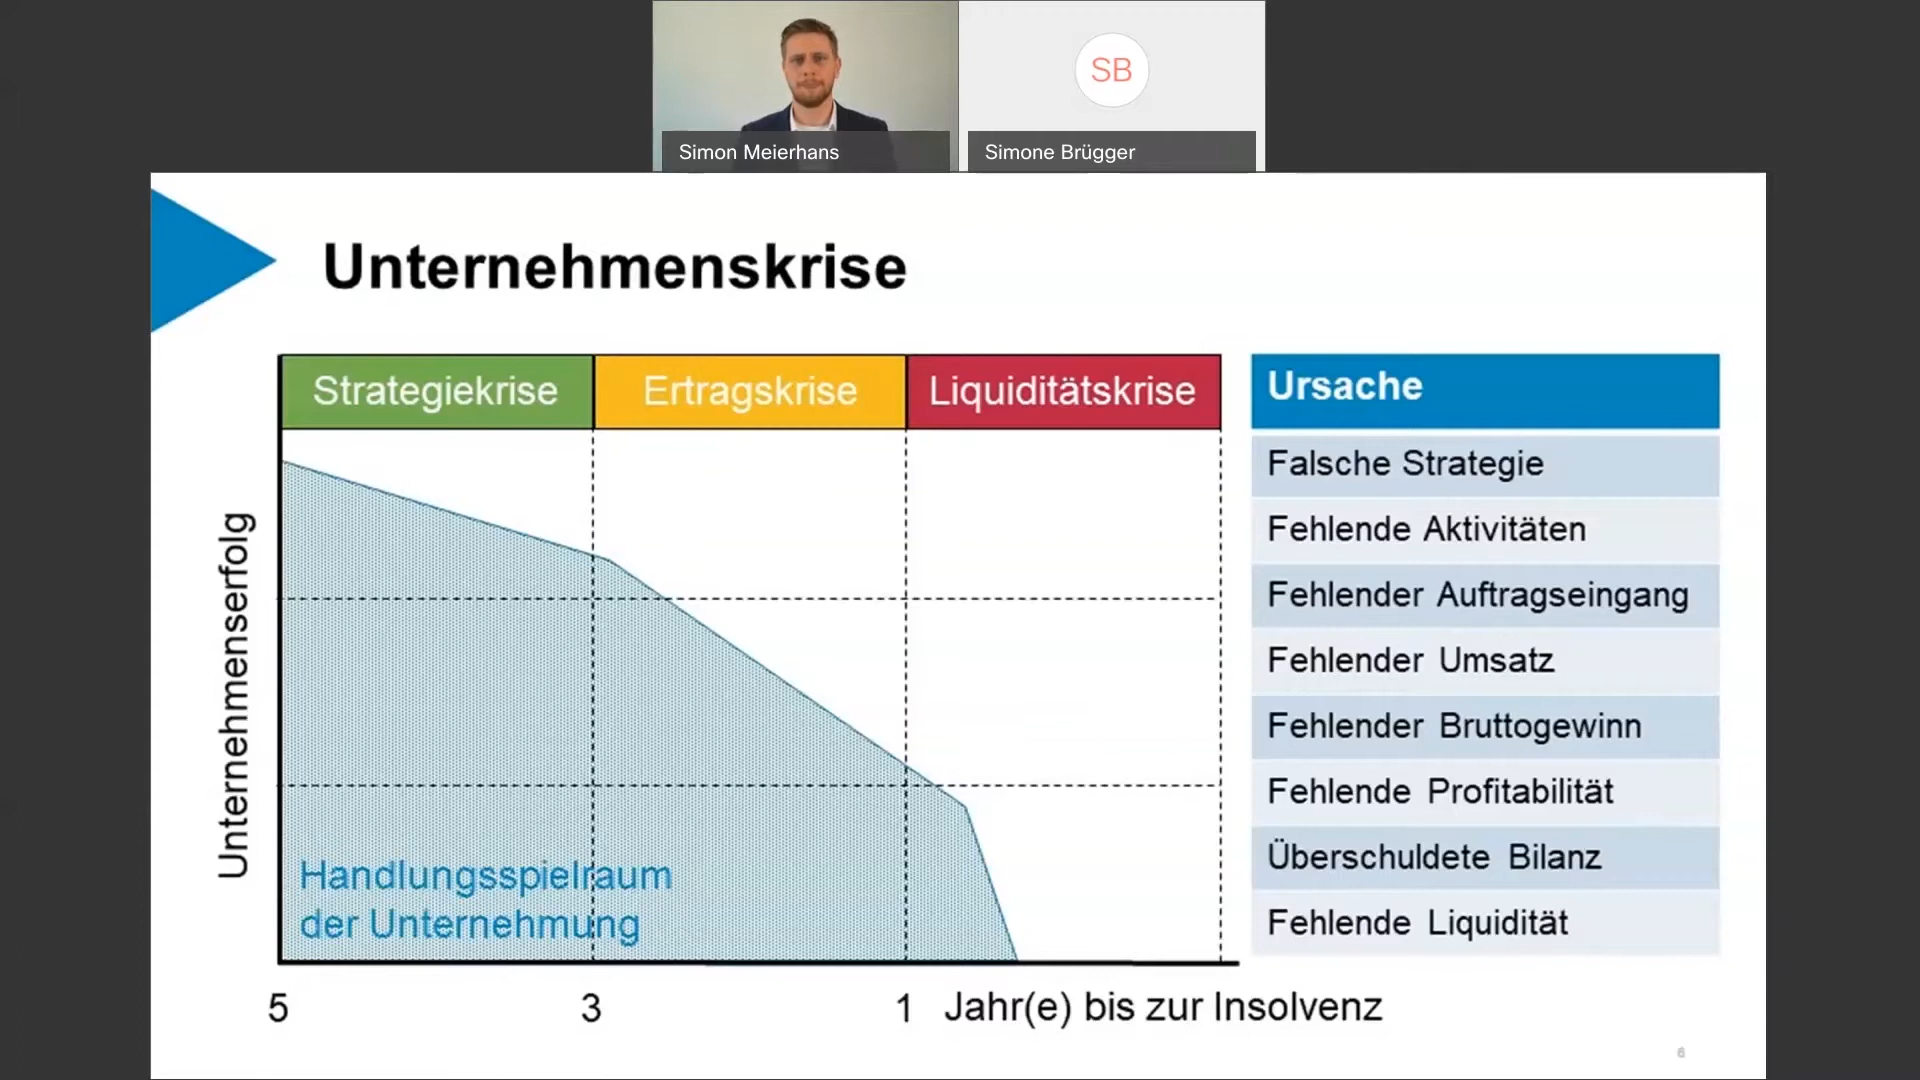 SB
Simon Meierhans
Simone Brügger
Unternehmenskrise
Strategiekrise
Ertragskrise
Liquiditätskrise
Unternehmenserfolg
Handlungsspielraum
der Unternehmung
5
3
1
Jahr(e) bis zur Insolvenz
Ursache
Falsche Strategie
Fehlende Aktivitäten
Fehlender Auftragseingang
Fehlender Umsatz
Fehlender Bruttogewinn
Fehlende Profitabilität
Überschuldete Bilanz
Fehlende Liquidität
6